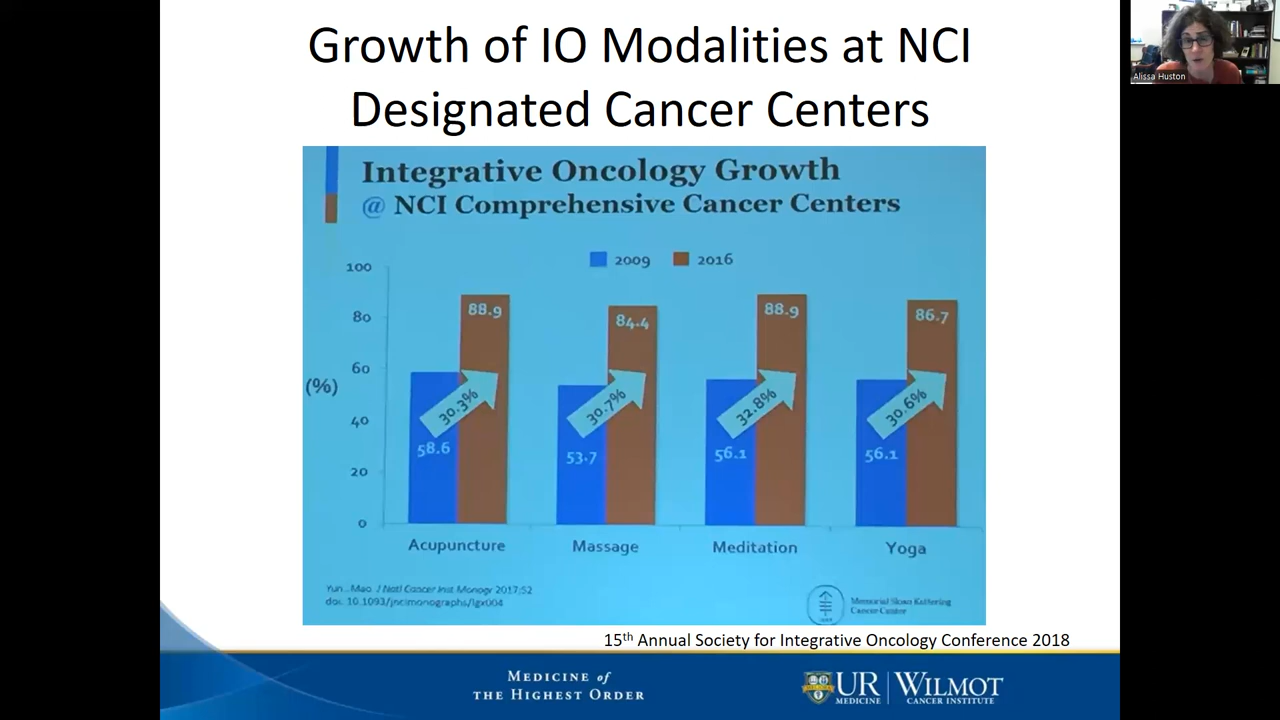 Growth of IO Modalities at NCI
Designated Cancer Centers
Alissa Huston
Integrative Oncology Growth
@ NCI Comprehensive Cancer Centers
2009 2016
100
80
60
40
20
0
(%)
88.9
84.4
88.9
86.7
30.3%
30.7%
32.8%
30.6%
58.6
53.7
56.1
56.1
Acupuncture Massage Meditation Yoga
Yun...Mao. J Natl Cancer Inst Monogr 2017;52
doi: 10.1093/jncimonographs/lgx004
Memorial Sloan Kettering
Cancer Center
15th Annual Society for Integrative Oncology Conference 2018
MEDICINE of
THE HIGHEST ORDER
UR
MEDICINE
WILMOT
CANCER INSTITUTE